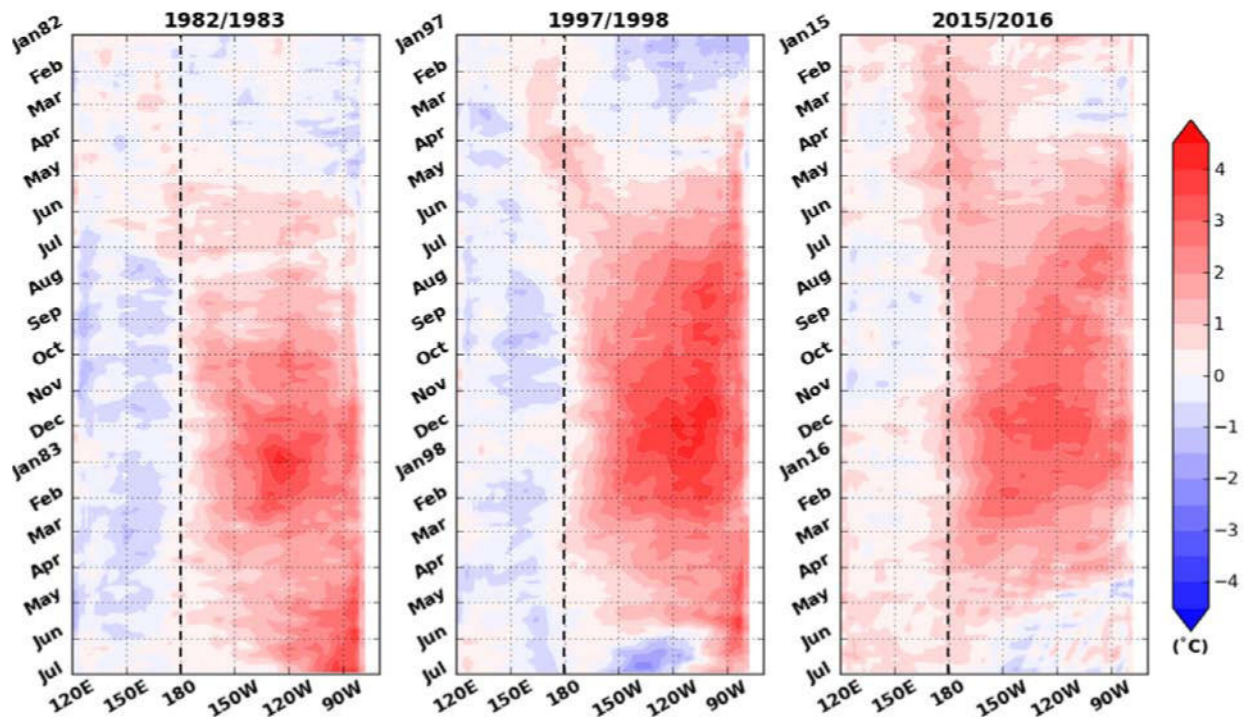 1982/1983
1997/1998
2015/2016
Jan82
Feb
Mar
Apr
May
Jun
Jul
Aug
Sep
Oct
Nov
Dec
Jan83
Feb
Mar
Apr
May
Jun
Jul
120E 150E 180 150W 120W 90W
Jan97
Feb
Mar
Apr
May
Jun
Jul
Aug
Sep
Oct
Nov
Dec
Jan98
Feb
Mar
Apr
May
Jun
Jul
120E 150E 180 150W 120W 90W
Jan15
Feb
Mar
Apr
May
Jun
Jul
Aug
Sep
Oct
Nov
Dec
Jan16
Feb
Mar
Apr
May
Jun
Jul
120E 150E 180 150W 120W 90W
4
3
2
1
0
−1
−2
−3
−4
(˚C)